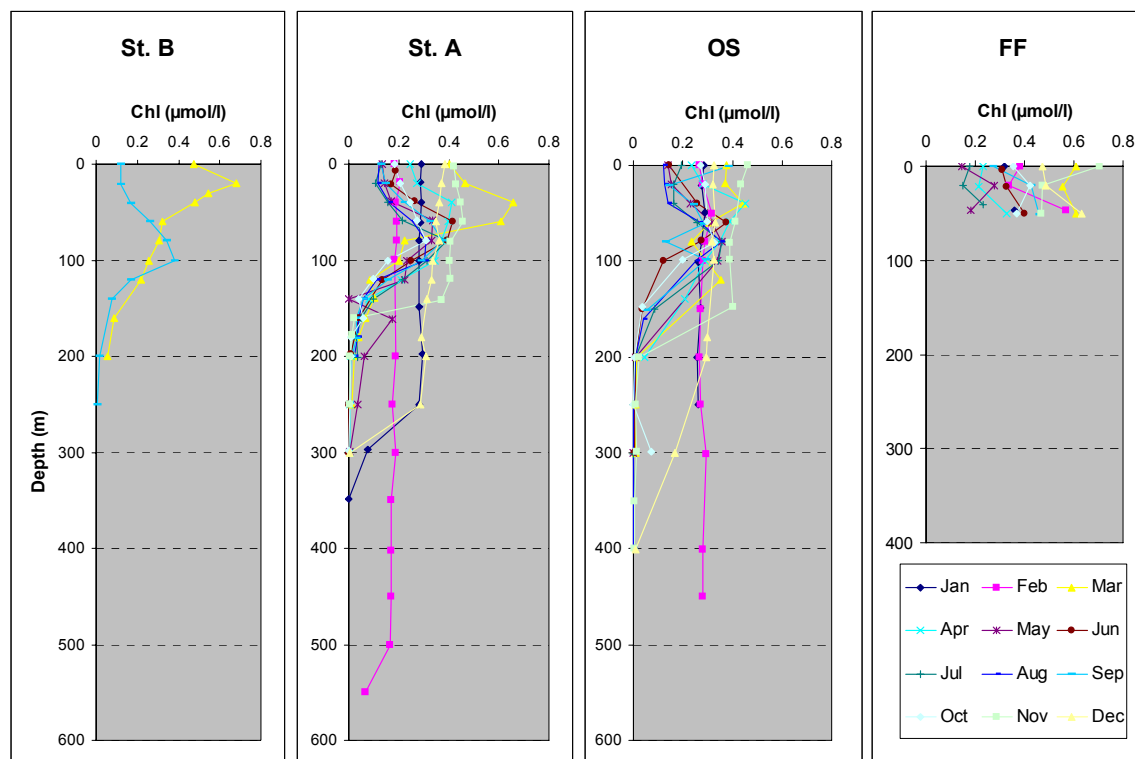 St. B
St. A
OS
FF
Chl (µmol/l)
Chl (µmol/l)
Chl (µmol/l)
Chl (µmol/l)
0 0.2 0.4 0.6 0.8
0 0.2 0.4 0.6 0.8
0 0.2 0.4 0.6 0.8
0 0.2 0.4 0.6 0.8
Depth (m)
0
100
200
300
400
500
600
0
100
200
300
400
500
600
0
100
200
300
400
500
600
0
100
200
300
400
Jan Feb Mar
Apr May Jun
Jul Aug Sep
Oct Nov Dec